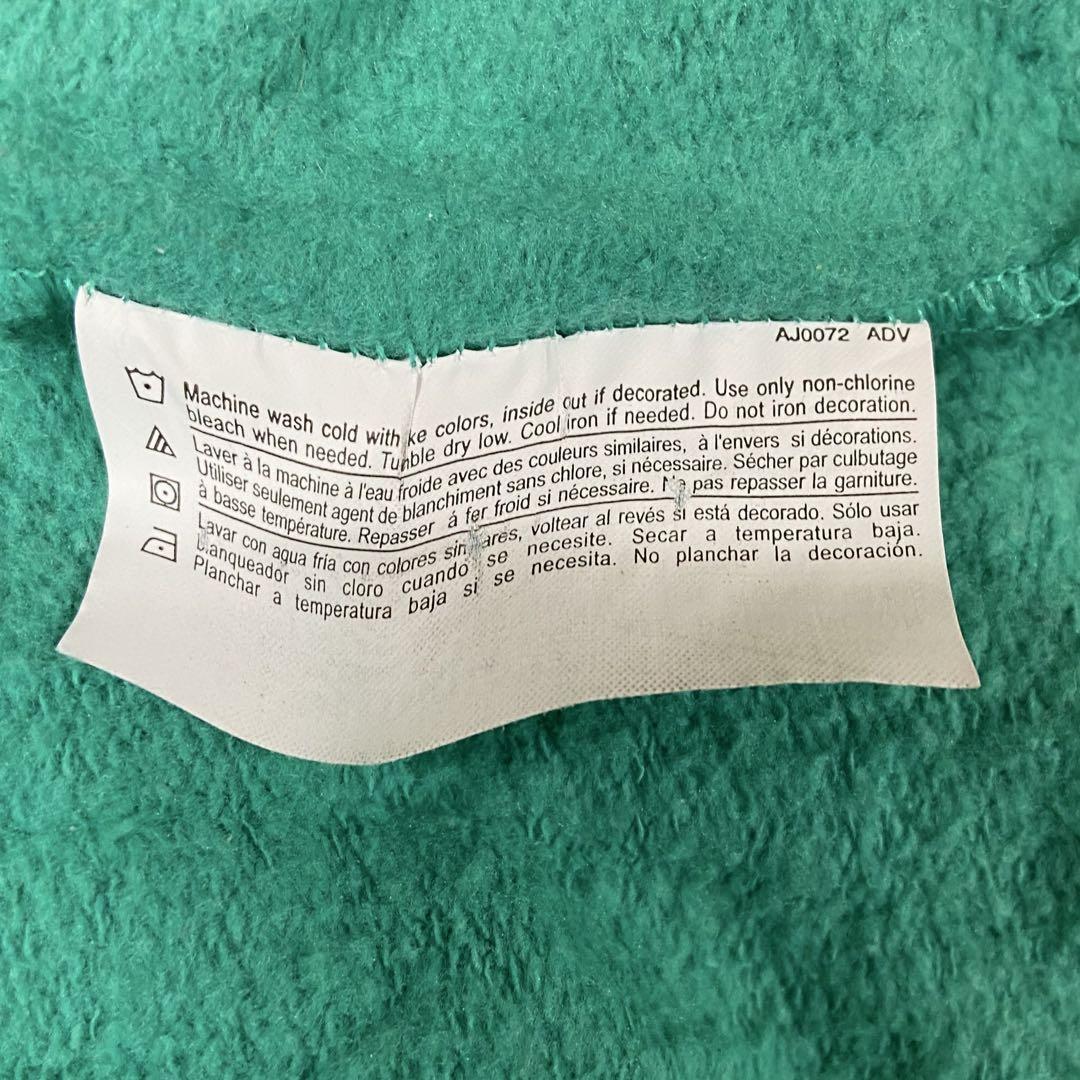 AJ0072 ADV
Machine wash cold with ke colors, inside out if decorated. Use only non-chlorine
bleach when needed. Tumble dry low. Cool iron if needed. Do not iron decoration.
Laver à la machine à l'eau froide avec des couleurs similaires, à l'envers si décorations.
Utiliser seulement agent de blanchiment sans chlore, si nécessaire. Sécher par culbutage
à basse température. Repasser á fer froid si nécessaire. pas repasser la garniture.
Lavar con agua fría con colores voltear al revés si está decorado. Sólo usar
sin cloro cuando se necesite. Secar a temperatura baja.
Planchar a temperatura baja si se necesita. No planchar la decoración.